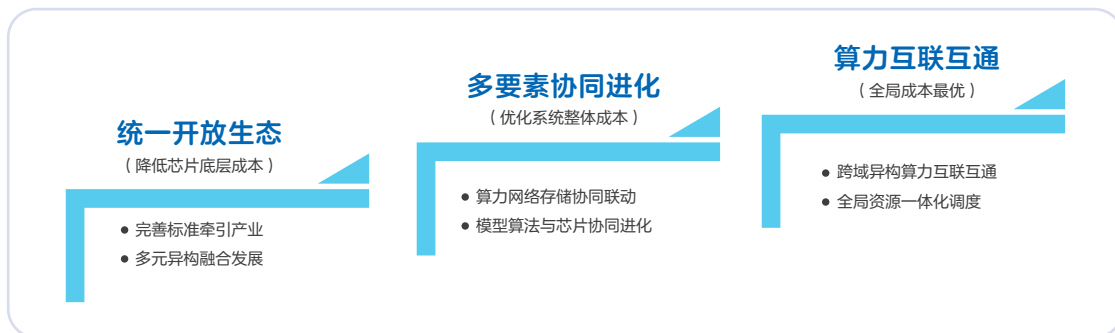 统一开放生态
（降低芯片底层成本）
● 完善标准牵引产业
● 多元异构融合发展
多要素协同进化
（优化系统整体成本）
● 算力网络存储协同联动
● 模型算法与芯片协同进化
算力互联互通
（全局成本最优）
● 跨域异构算力互联互通
● 全局资源一体化调度